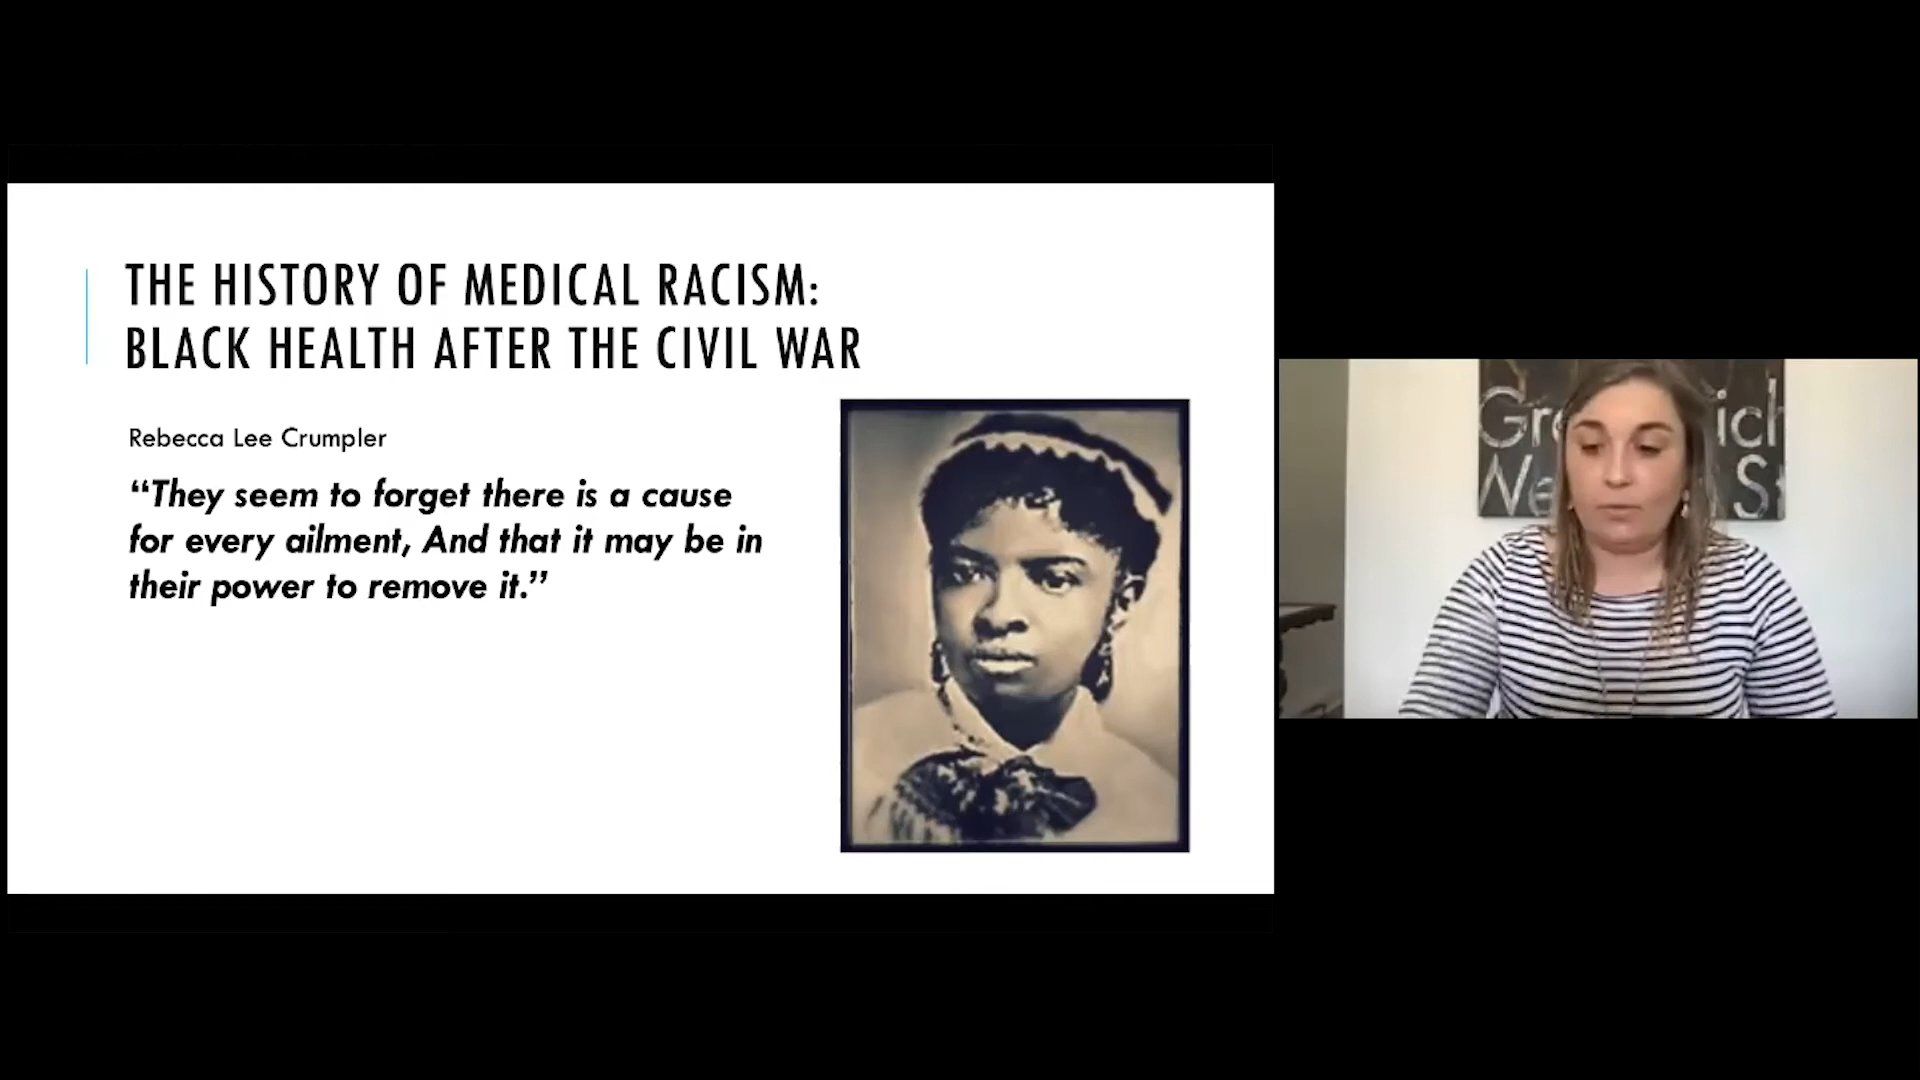 THE HISTORY OF MEDICAL RACISM:
BLACK HEALTH AFTER THE CIVIL WAR
Rebecca Lee Crumpler
“They seem to forget there is a cause
for every ailment, And that it may be in
their power to remove it.”